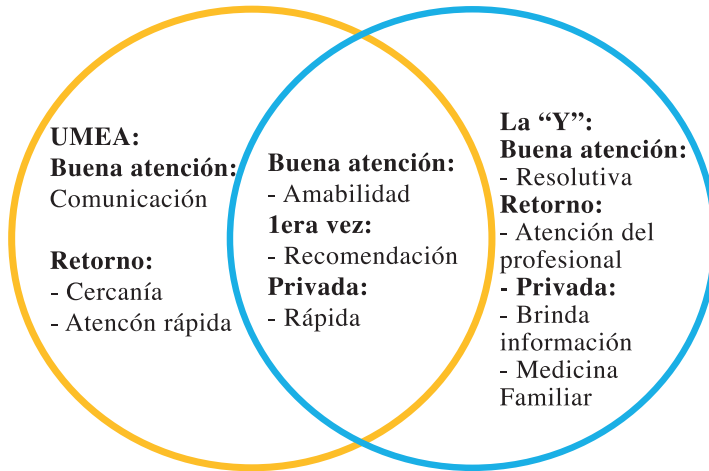 UMEA:
Buena atención:
Comunicación
Retorno:
- Cercanía
- Atencón rápida
Buena atención:
- Amabilidad
1era vez:
- Recomendación
Privada:
- Rápida
La “Y”:
Buena atención:
- Resolutiva
Retorno:
- Atención del
profesional
- Privada:
- Brinda
información
- Medicina
Familiar